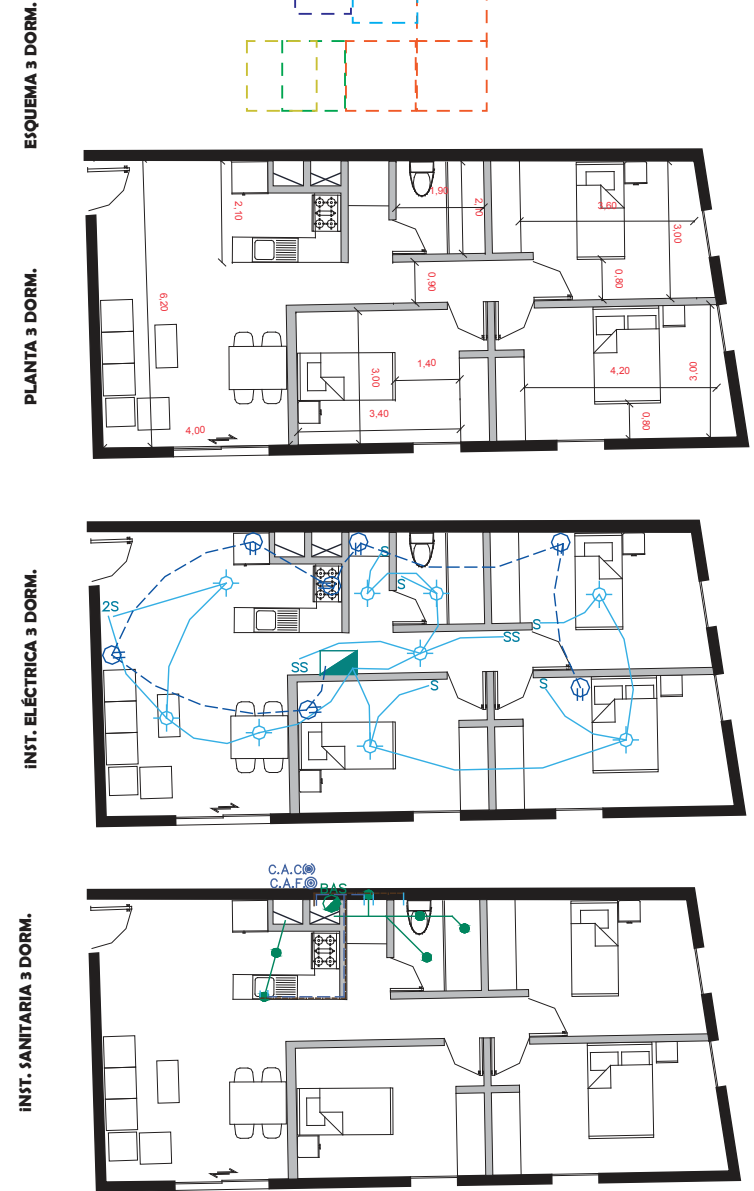 ESQUEMA 3 DORM.
PLANTA 3 DORM.
2,10
1,90
2,10
3,60
3,00
0,90
0,80
6,20
1,40
3,00
3,40
4,20
3,00
0,80
4,00
iNST. ELÉCTRICA 3 DORM.
S
S
2S
S
SS
SS
S
S
iNST. SANITARIA 3 DORM.
C.A.C
C.A.F.
BAS